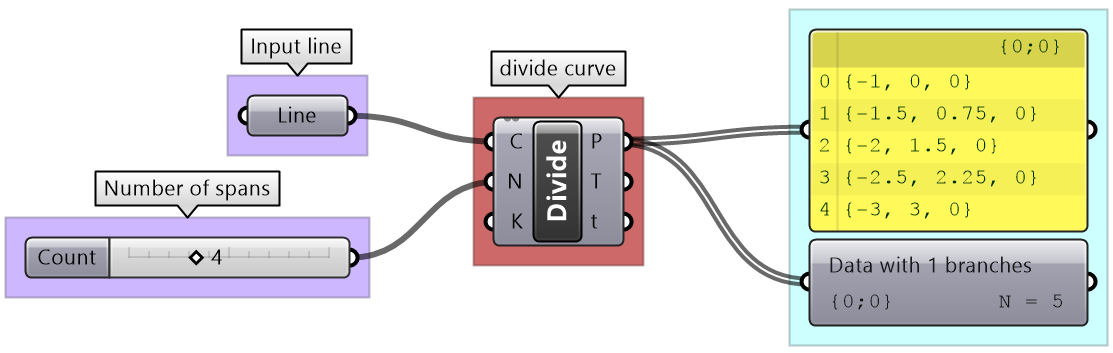 Input line
Line
Number of spans
Count
4
divide curve
C
N
K
Divide
P
T
t
{0;0}
0 {-1, 0, 0}
1 {-1.5, 0.75, 0}
2 {-2, 1.5, 0}
3 {-2.5, 2.25, 0}
4 {-3, 3, 0}
Data with 1 branches
{0;0} N = 5